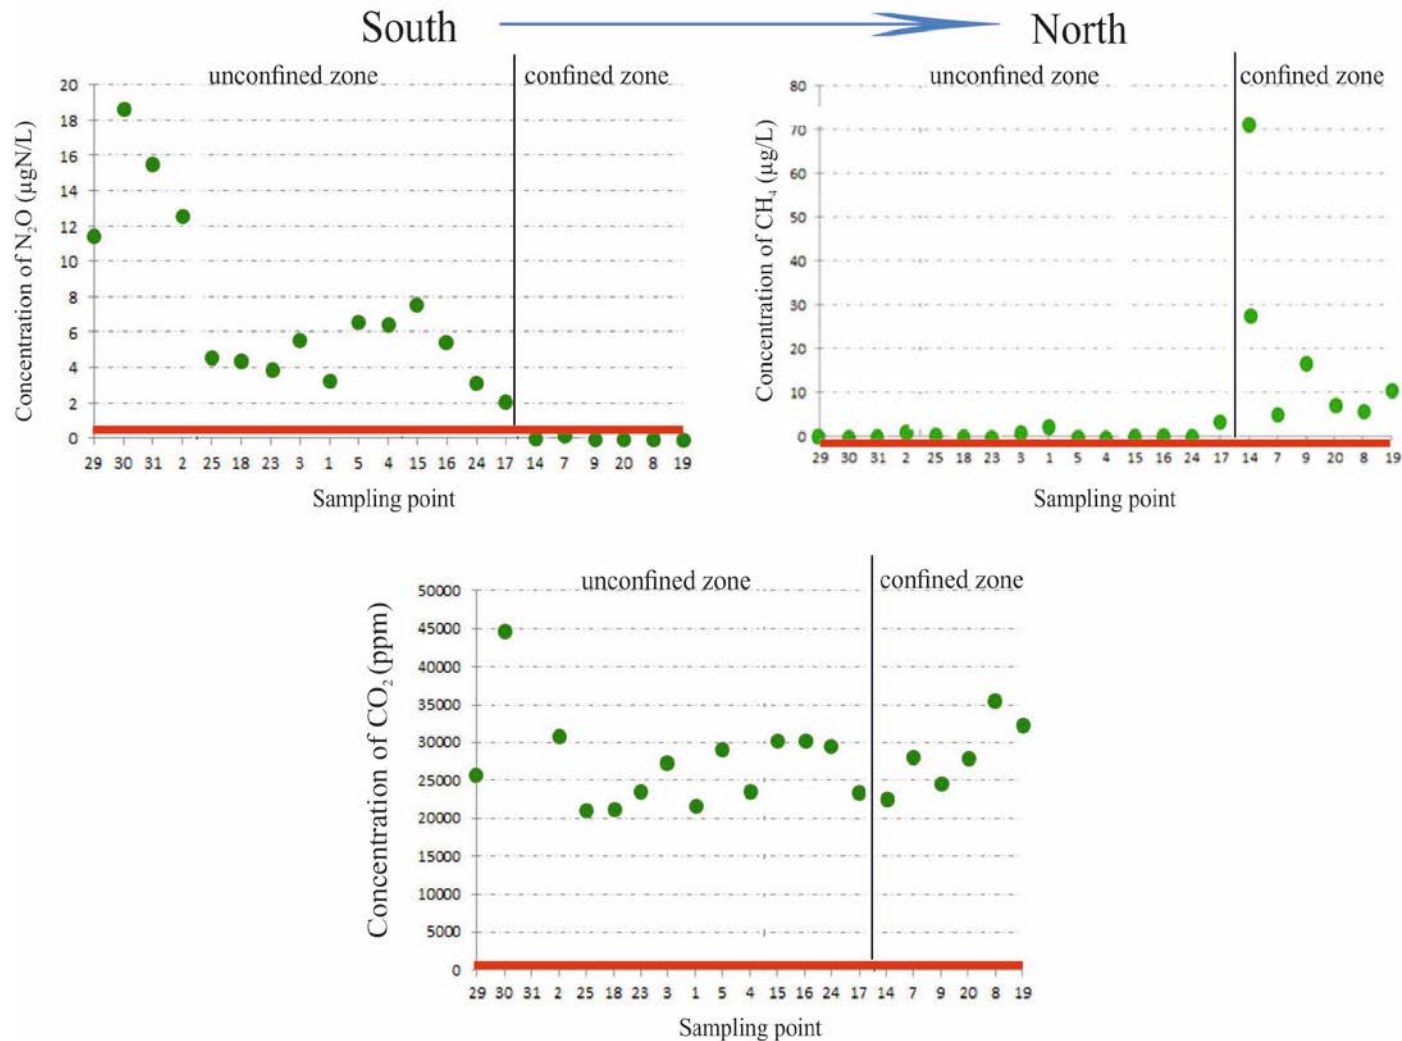 South North
unconfined zone confined zone
Concentration of N₂O (µgN/L)
20
18
16
14
12
10
8
6
4
2
0
29 30 31 2 25 18 23 3 1 5 4 15 16 24 17 14 7 9 20 8 19
Sampling point
unconfined zone confined zone
Concentration of CH₄ (µg/L)
80
70
60
50
40
30
20
10
0
29 30 31 2 25 18 23 3 1 5 4 15 16 24 17 14 7 9 20 8 19
Sampling point
unconfined zone confined zone
Concentration of CO₂ (ppm)
50000
45000
40000
35000
30000
25000
20000
15000
10000
5000
0
29 30 31 2 25 18 23 3 1 5 4 15 16 24 17 14 7 9 20 8 19
Sampling point